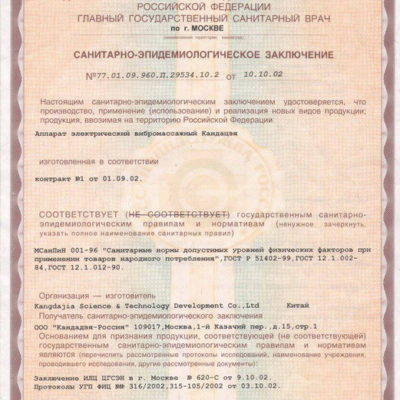 РОССИЙСКОЙ ФЕДЕРАЦИИ
ГЛАВНЫЙ ГОСУДАРСТВЕННЫЙ САНИТАРНЫЙ ВРАЧ
по г. МОСКВЕ
САНИТАРНО-ЭПИДЕМИОЛОГИЧЕСКОЕ ЗАКЛЮЧЕНИЕ
№77.01.09.960.П.29534.10.2 от 10.10.02
Настоящим санитарно-эпидемиологическим заключением удостоверяется, что
производство, применение (использование) и реализация новых видов продукции;
продукция, ввозимая на территорию Российской Федерации
Аппарат электрический вибромассажный Кандацзя
изготовленная в соответствии
контракт №1 от 01.09.02.
СООТВЕТСТВУЕТ (НЕ СООТВЕТСТВУЕТ) государственным санитарно-
эпидемиологическим правилам и нормативам (ненужное зачеркнуть,
указать полное наименование санитарных правил)
МСанПиН 001-96 "Санитарные нормы допустимых уровней физических факторов при
применении товаров народного потребления",ГОСТ Р 51402-99,ГОСТ 12.1.002-
84,ГОСТ 12.1.012-90.
Организация — изготовитель
Kangdajia Science & Technology Development Co.,Ltd Китай
Получатель санитарно-эпидемиологического заключения
ООО "Кандадзя-Россия" 109017,Москва,1-й Казачий пер.,д.15,стр.1
Основанием для признания продукции, соответствующей (не соответствующей)
государственным санитарно-эпидемиологическим правилам и нормативам
являются (перечислить рассмотренные протоколы исследований, наименование учреждения,
проводившего исследования, другие рассмотренные документы):
Заключение ИЛЦ ЦГСЭН в г. Москве № 620-С от 9.10.02.
Протоколы УГП ФИЦ №№ 316/2002,315-105/2002 от 03.10.02.